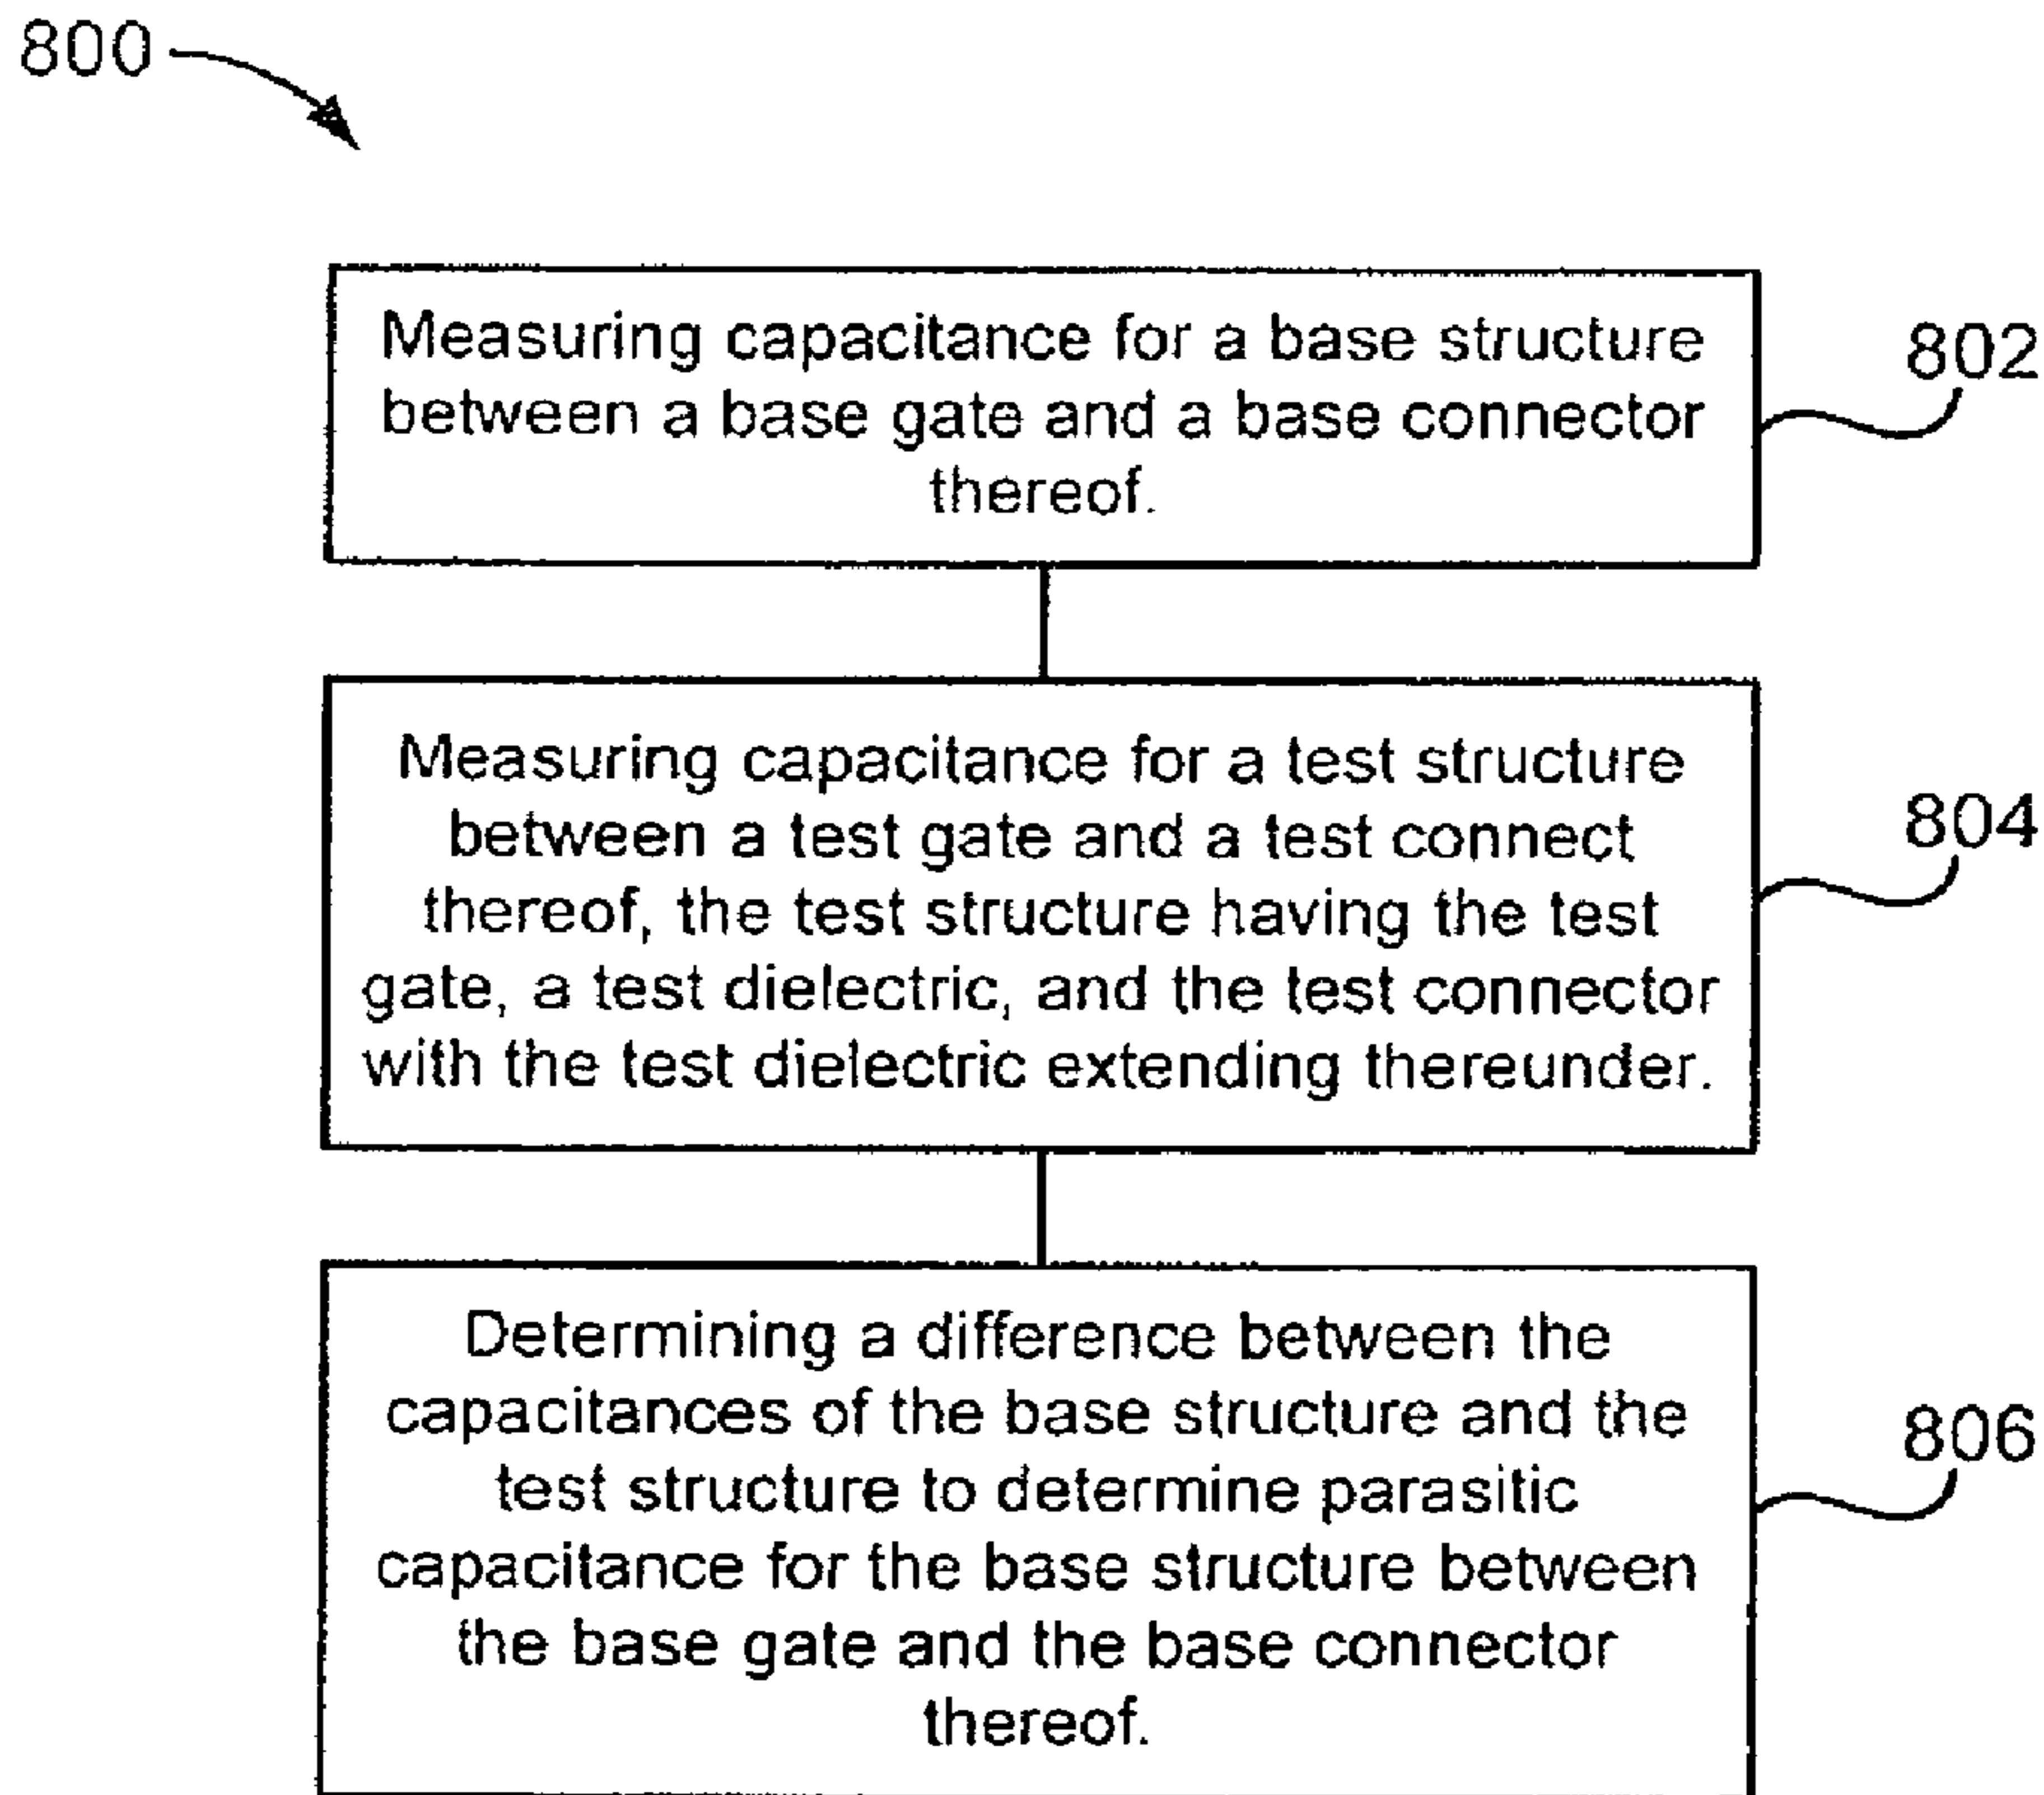 800
Measuring capacitance for a base structure
between a base gate and a base connector
thereof.
802
Measuring capacitance for a test structure
between a test gate and a test connect
thereof, the test structure having the test
gate, a test dielectric, and the test connector
with the test dielectric extending thereunder.
804
Determining a difference between the
capacitances of the base structure and the
test structure to determine parasitic
capacitance for the base structure between
the base gate and the base connector
thereof.
806